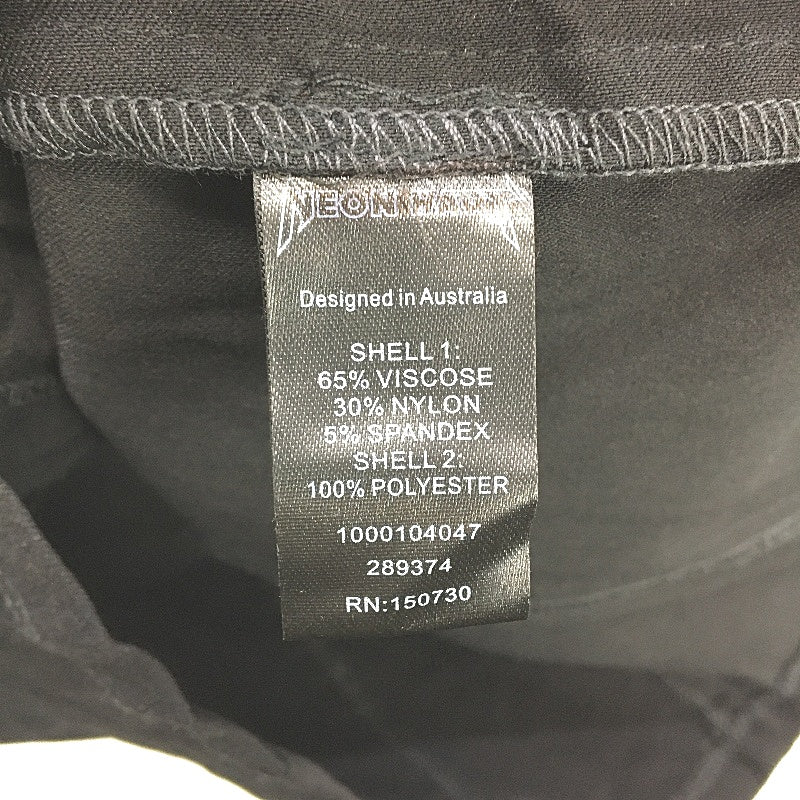 NEON
Designed in Australia
SHELL 1:
65% VISCOSE
30% NYLON
5% SPANDEX
SHELL 2:
100% POLYESTER
1000104047
289374
RN:150730